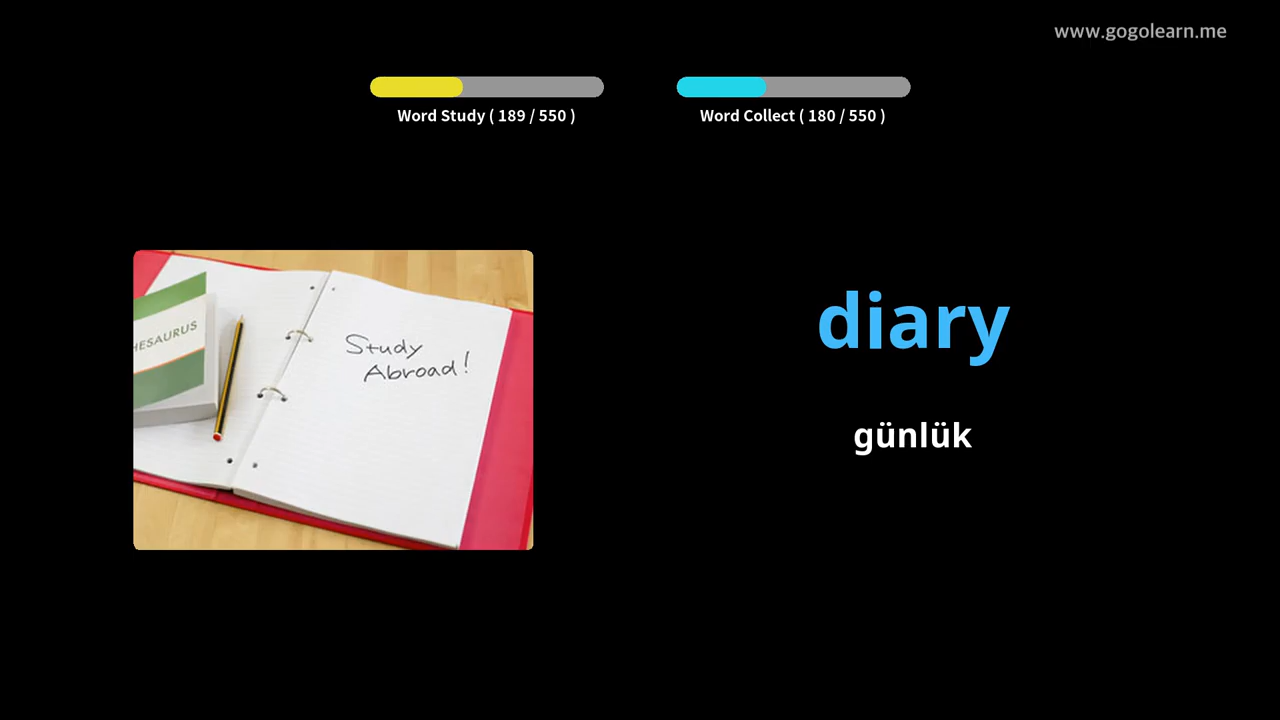 www.gogolearn.me
Word Study ( 189 / 550 )
Word Collect ( 180 / 550 )
HESAURUS
Study
Abroad!
diary
günlük